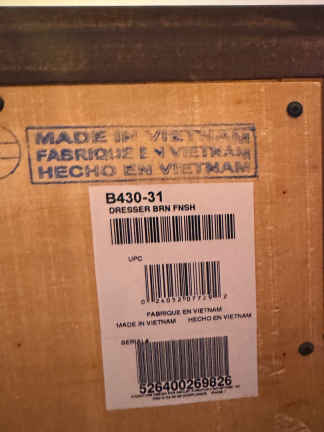 MADE IN VIETNAM
FABRIQUE EN VIETNAM
HECHO EN VIETNAM
B430-31
DRESSER BRN FNSH
UPC
FABRIQUE EN VIETNAM
MADE IN VIETNAM HECHO EN VIETNAM
SERIAL#
526400269826